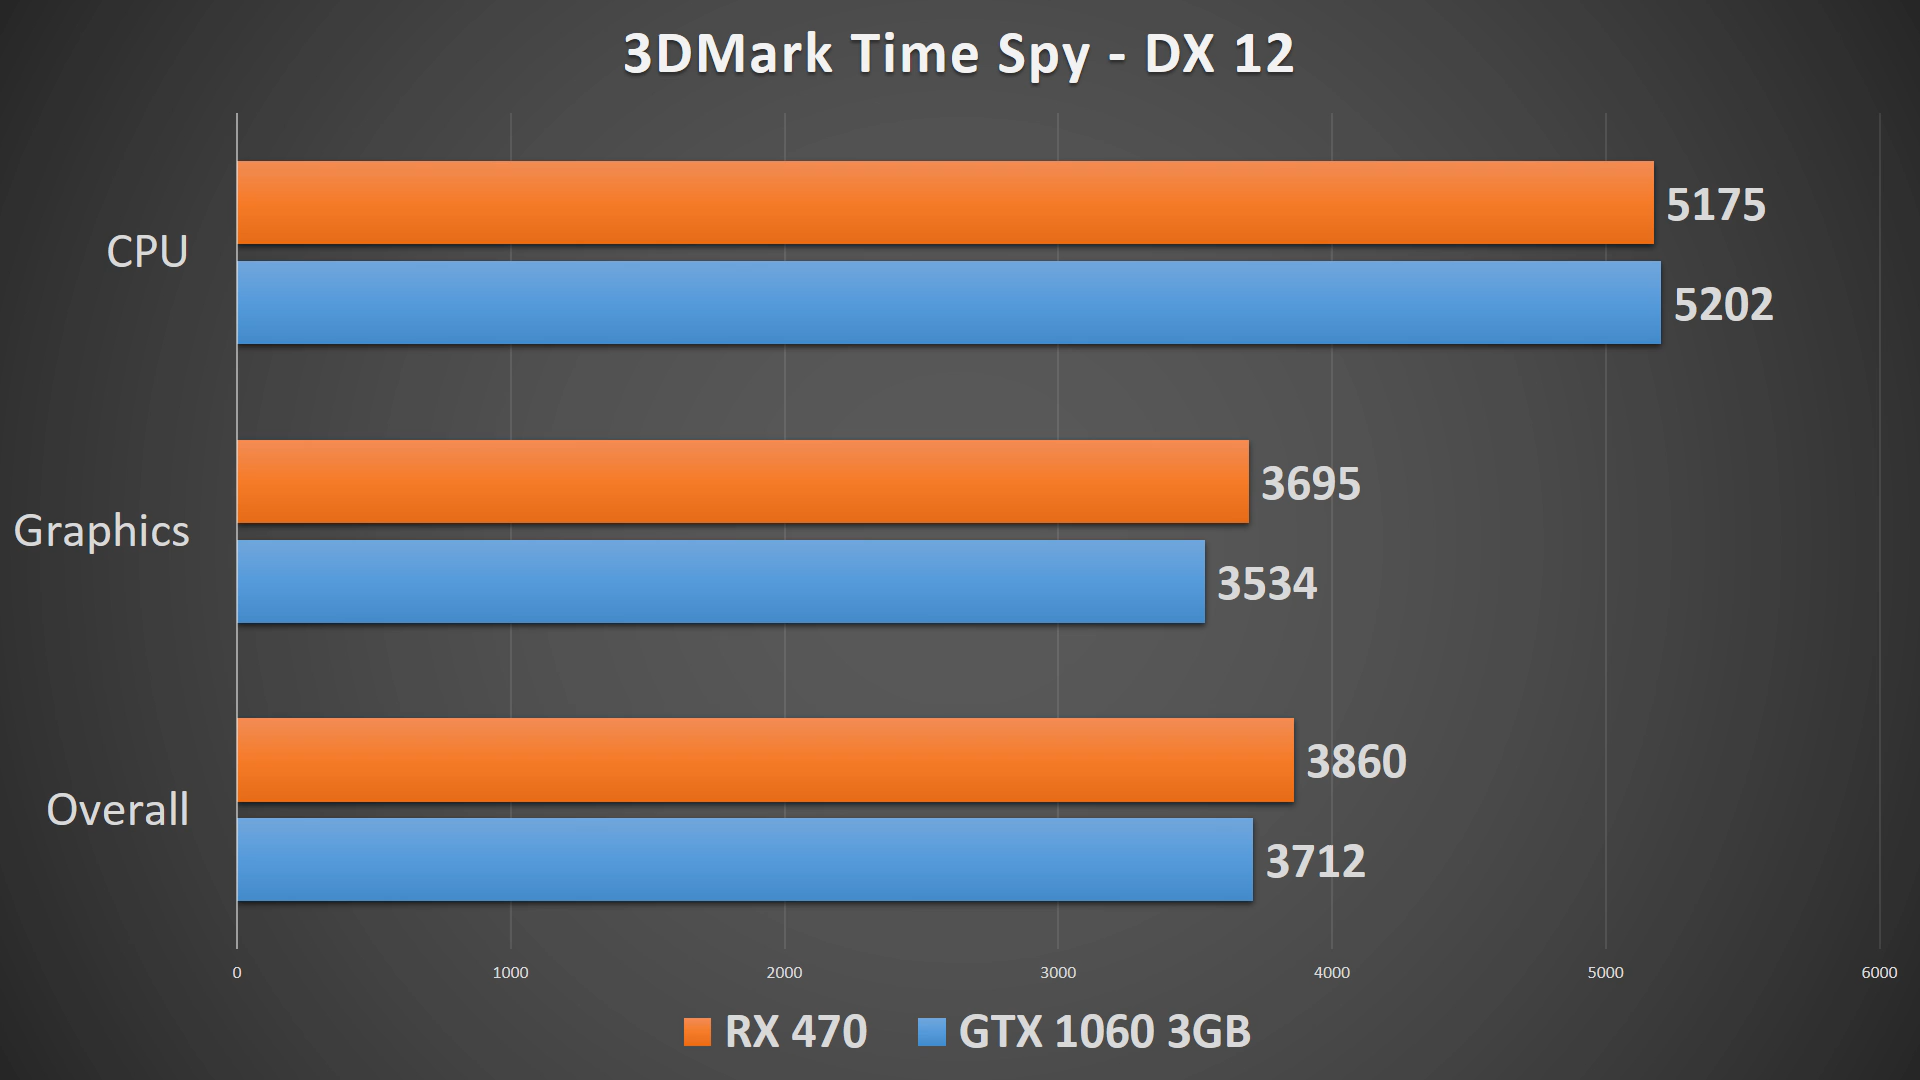 3DMark Time Spy - DX 12
CPU
5175
5202
Graphics
3695
3534
Overall
3860
3712
0 1000 2000 3000 4000 5000 6000
RX 470 GTX 1060 3GB